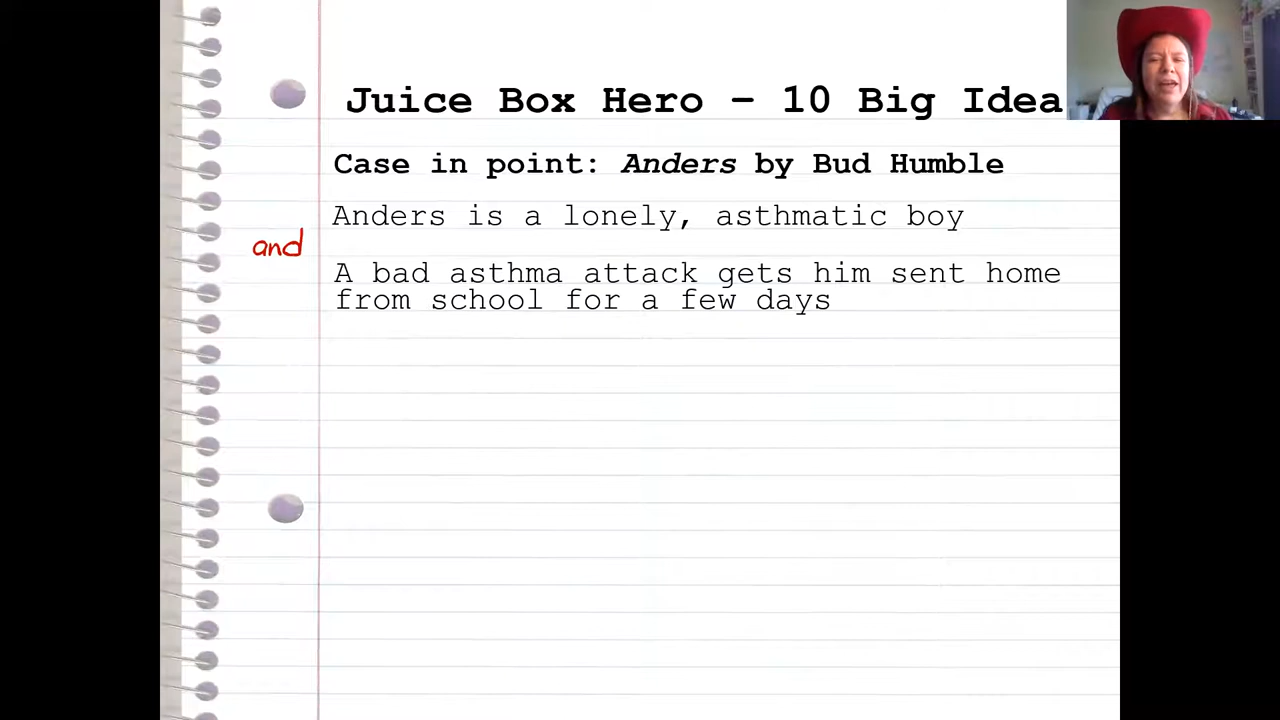 Juice Box Hero – 10 Big Idea
Case in point: Anders by Bud Humble
Anders is a lonely, asthmatic boy
and
A bad asthma attack gets him sent home
from school for a few days